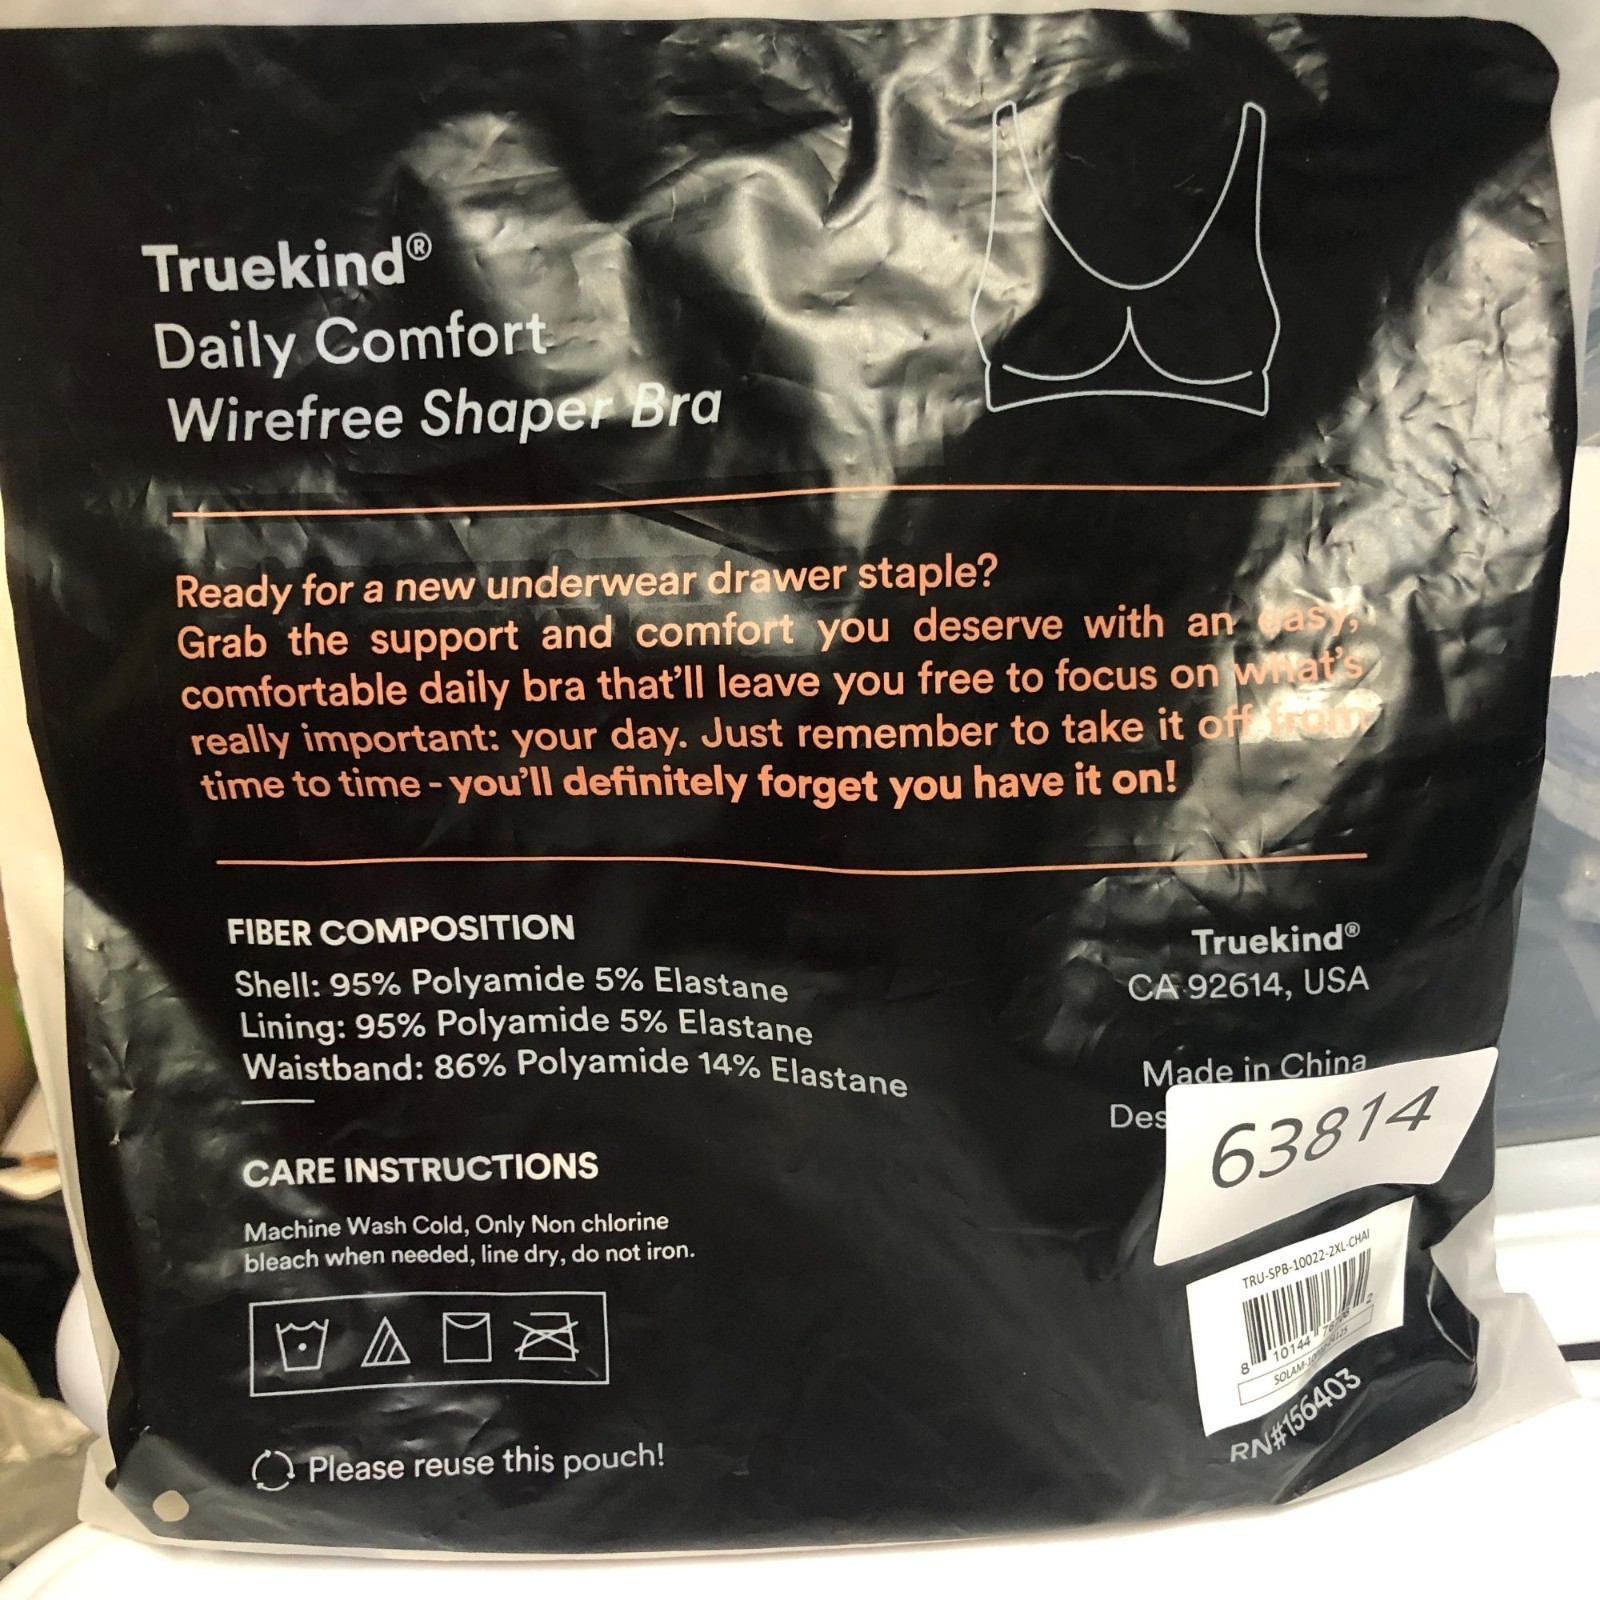 Truekind®
Daily Comfort
Wirefree Shaper Bra
Ready for a new underwear drawer staple?
Grab the support and comfort you deserve with an easy,
comfortable daily bra that'll leave you free to focus on what's
really important: your day. Just remember to take it off from
time to time - you'll definitely forget you have it on!
FIBER COMPOSITION
Shell: 95% Polyamide 5% Elastane
Lining: 95% Polyamide 5% Elastane
Waistband: 86% Polyamide 14% Elastane
CARE INSTRUCTIONS
Machine Wash Cold, Only Non chlorine
bleach when needed, line dry, do not iron.
Please reuse this pouch!
Truekind®
CA 92614, USA
Made in China
Des
63814
TRU-SPB-10022-2XL-CHAI
8 10144
RN#156403